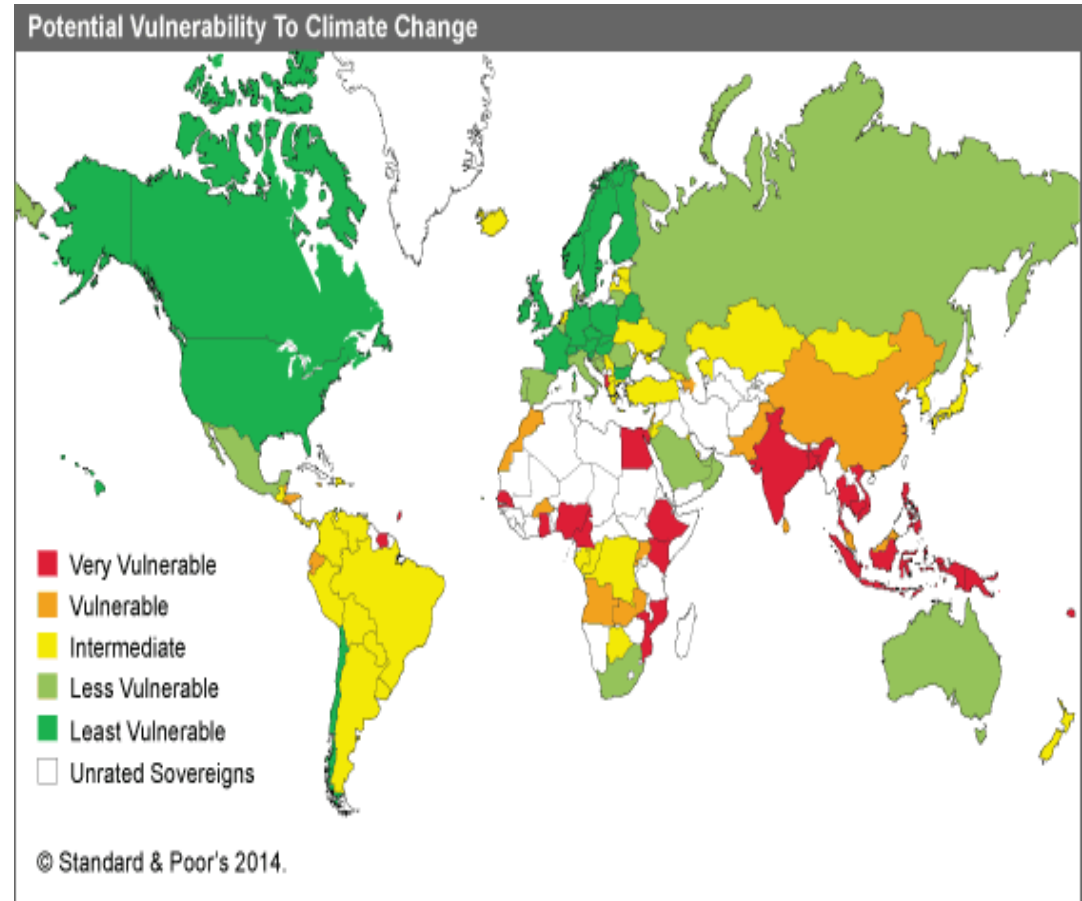 Potential Vulnerability To Climate Change
Very Vulnerable
Vulnerable
Intermediate
Less Vulnerable
Least Vulnerable
Unrated Sovereigns
© Standard & Poor's 2014.